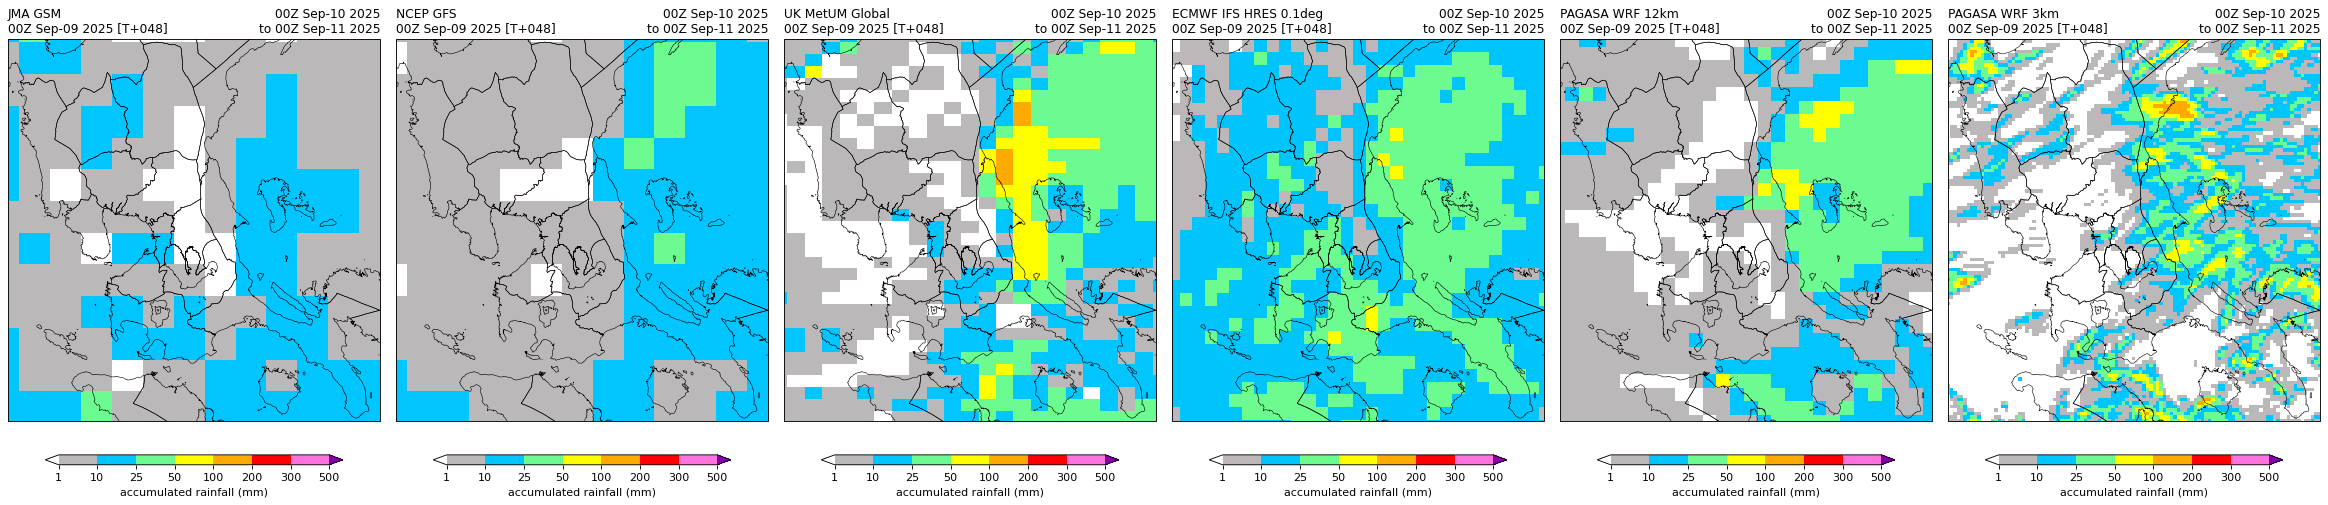 JMA GSM 00Z Sep-10 2025
00Z Sep-09 2025 [T+048] to 00Z Sep-11 2025
1 10 25 50 100 200 300 500
accumulated rainfall (mm)
NCEP GFS 00Z Sep-10 2025
00Z Sep-09 2025 [T+048] to 00Z Sep-11 2025
1 10 25 50 100 200 300 500
accumulated rainfall (mm)
UK MetUM Global 00Z Sep-10 2025
00Z Sep-09 2025 [T+048] to 00Z Sep-11 2025
1 10 25 50 100 200 300 500
accumulated rainfall (mm)
ECMWF IFS HRES 0.1deg 00Z Sep-10 2025
00Z Sep-09 2025 [T+048] to 00Z Sep-11 2025
1 10 25 50 100 200 300 500
accumulated rainfall (mm)
PAGASA WRF 12km 00Z Sep-10 2025
00Z Sep-09 2025 [T+048] to 00Z Sep-11 2025
1 10 25 50 100 200 300 500
accumulated rainfall (mm)
PAGASA WRF 3km 00Z Sep-10 2025
00Z Sep-09 2025 [T+048] to 00Z Sep-11 2025
1 10 25 50 100 200 300 500
accumulated rainfall (mm)